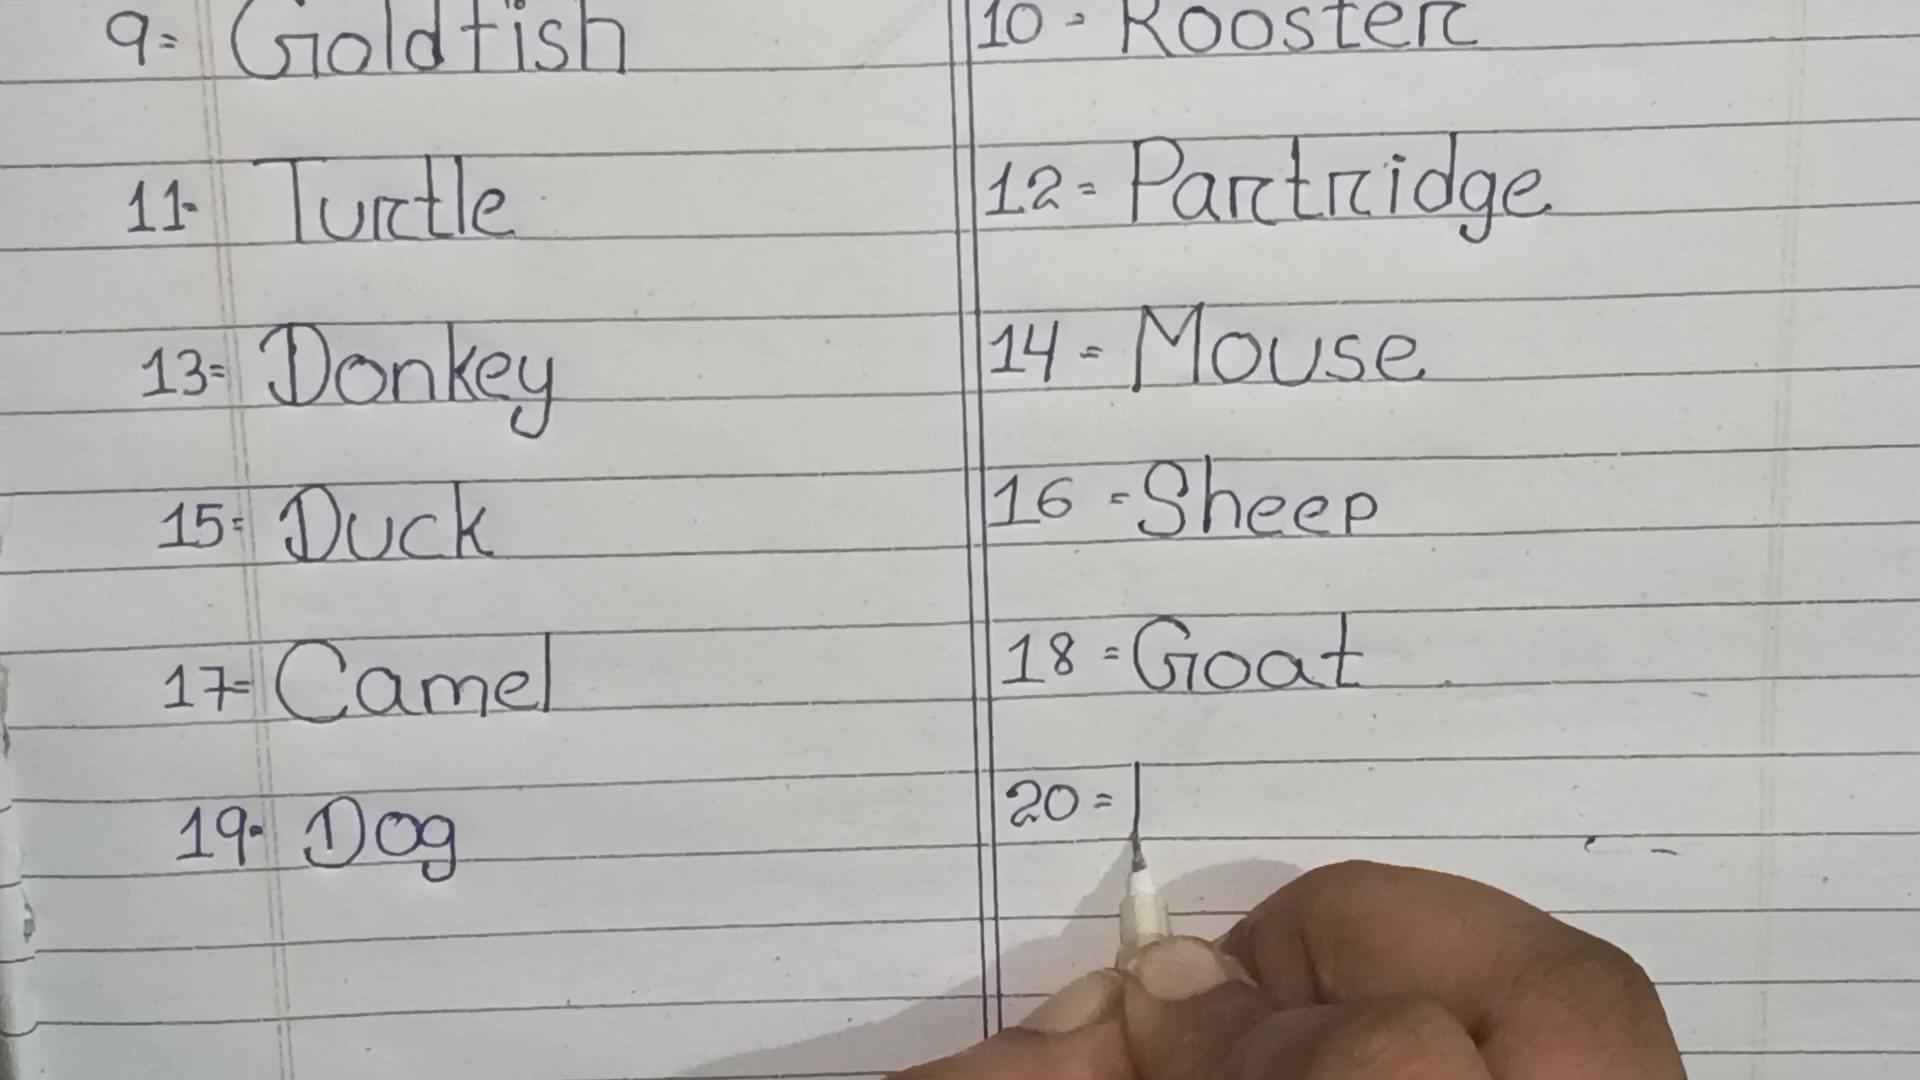 9= Goldfish 10= Rooster
11= Turtle 12= Partridge
13= Donkey 14= Mouse
15= Duck 16= Sheep
17= Camel 18= Goat
19= Dog 20=